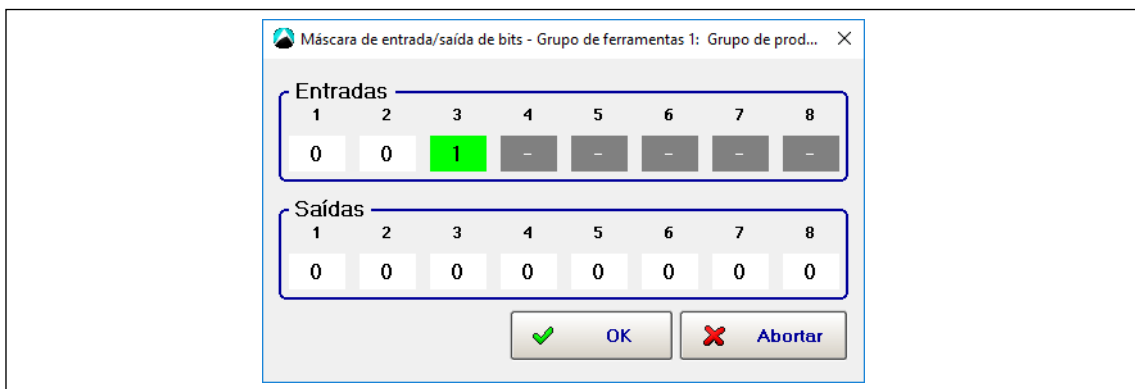 Máscara de entrada/saída de bits - Grupo de ferramentas 1: Grupo de prod...
Entradas
1 2 3 4 5 6 7 8
0 0 1 - - - - -
Saídas
1 2 3 4 5 6 7 8
0 0 0 0 0 0 0 0
OK Abortar